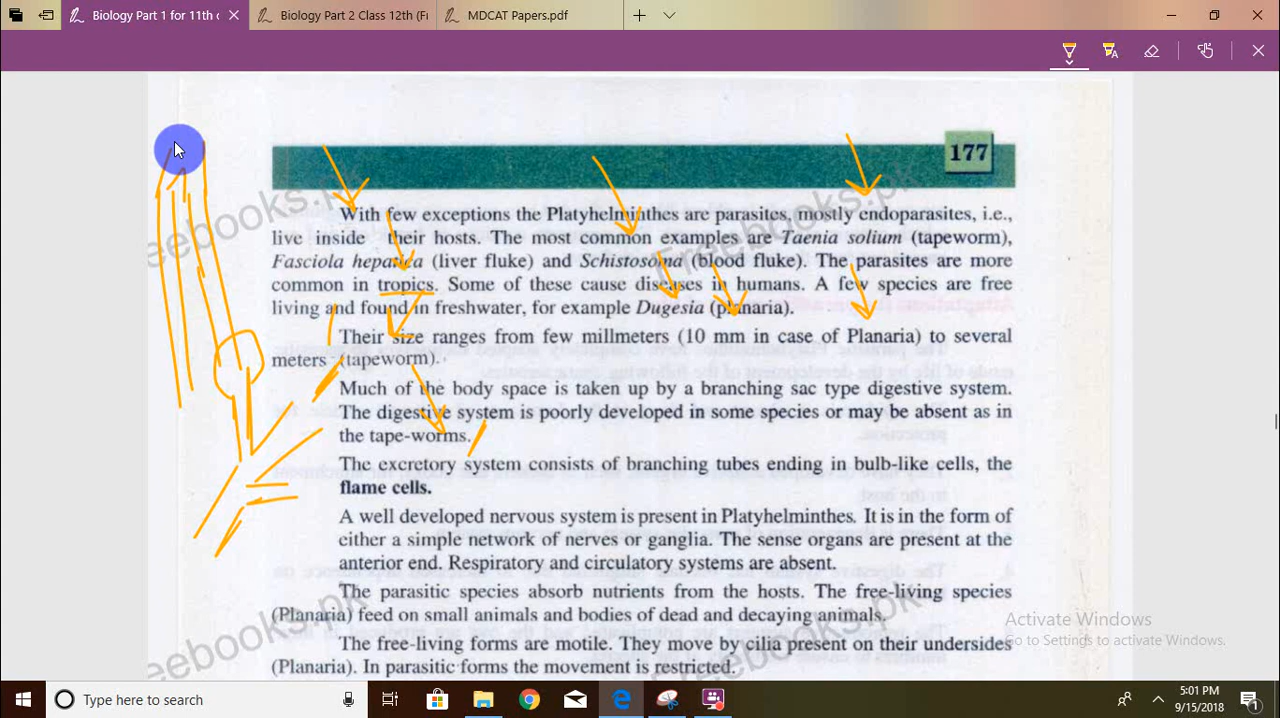 Biology Part 1 for 11th c
Biology Part 2 Class 12th (Fi
MDCAT Papers.pdf
177
With few exceptions the Platyhelminthes are parasites, mostly endoparasites, i.e.,
live inside their hosts. The most common examples are Taenia solium (tapeworm),
Fasciola hepatica (liver fluke) and Schistosoma (blood fluke). The parasites are more
common in tropics. Some of these cause diseases in humans. A few species are free
living and found in freshwater, for example Dugesia (planaria).
Their size ranges from few millmeters (10 mm in case of Planaria) to several
meters (tapeworm).
Much of the body space is taken up by a branching sac type digestive system.
The digestive system is poorly developed in some species or may be absent as in
the tape-worms.
The excretory system consists of branching tubes ending in bulb-like cells, the
flame cells.
A well developed nervous system is present in Platyhelminthes. It is in the form of
either a simple network of nerves or ganglia. The sense organs are present at the
anterior end. Respiratory and circulatory systems are absent.
The parasitic species absorb nutrients from the hosts. The free-living species
(Planaria) feed on small animals and bodies of dead and decaying animals.
The free-living forms are motile. They move by cilia present on their undersides
(Planaria). In parasitic forms the movement is restricted.
freebooks.pk
Freebooks.pk
freebooks.pk
freebooks.pk
Activate Windows
Go to Settings to activate Windows.
Type here to search
5:01 PM
9/15/2018
1